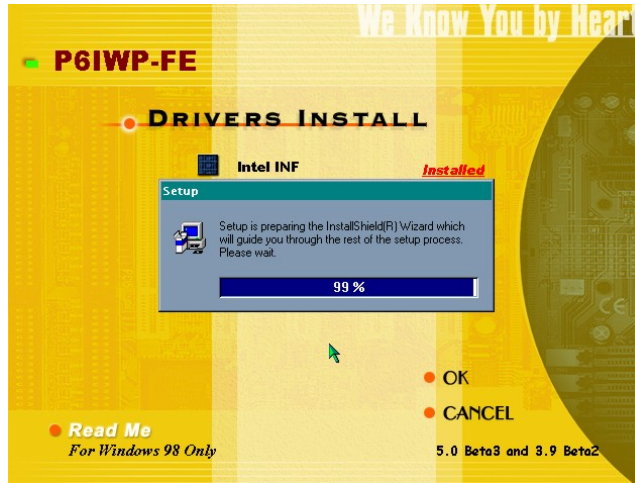 We Know You by Heart
P6IWP-FE
DRIVERS INSTALL
Intel INF
Installed
Setup
Setup is preparing the InstallShield(R) Wizard which
will guide you through the rest of the setup process.
Please wait.
99 %
OK
CANCEL
Read Me
For Windows 98 Only
5.0 Beta3 and 3.9 Beta2